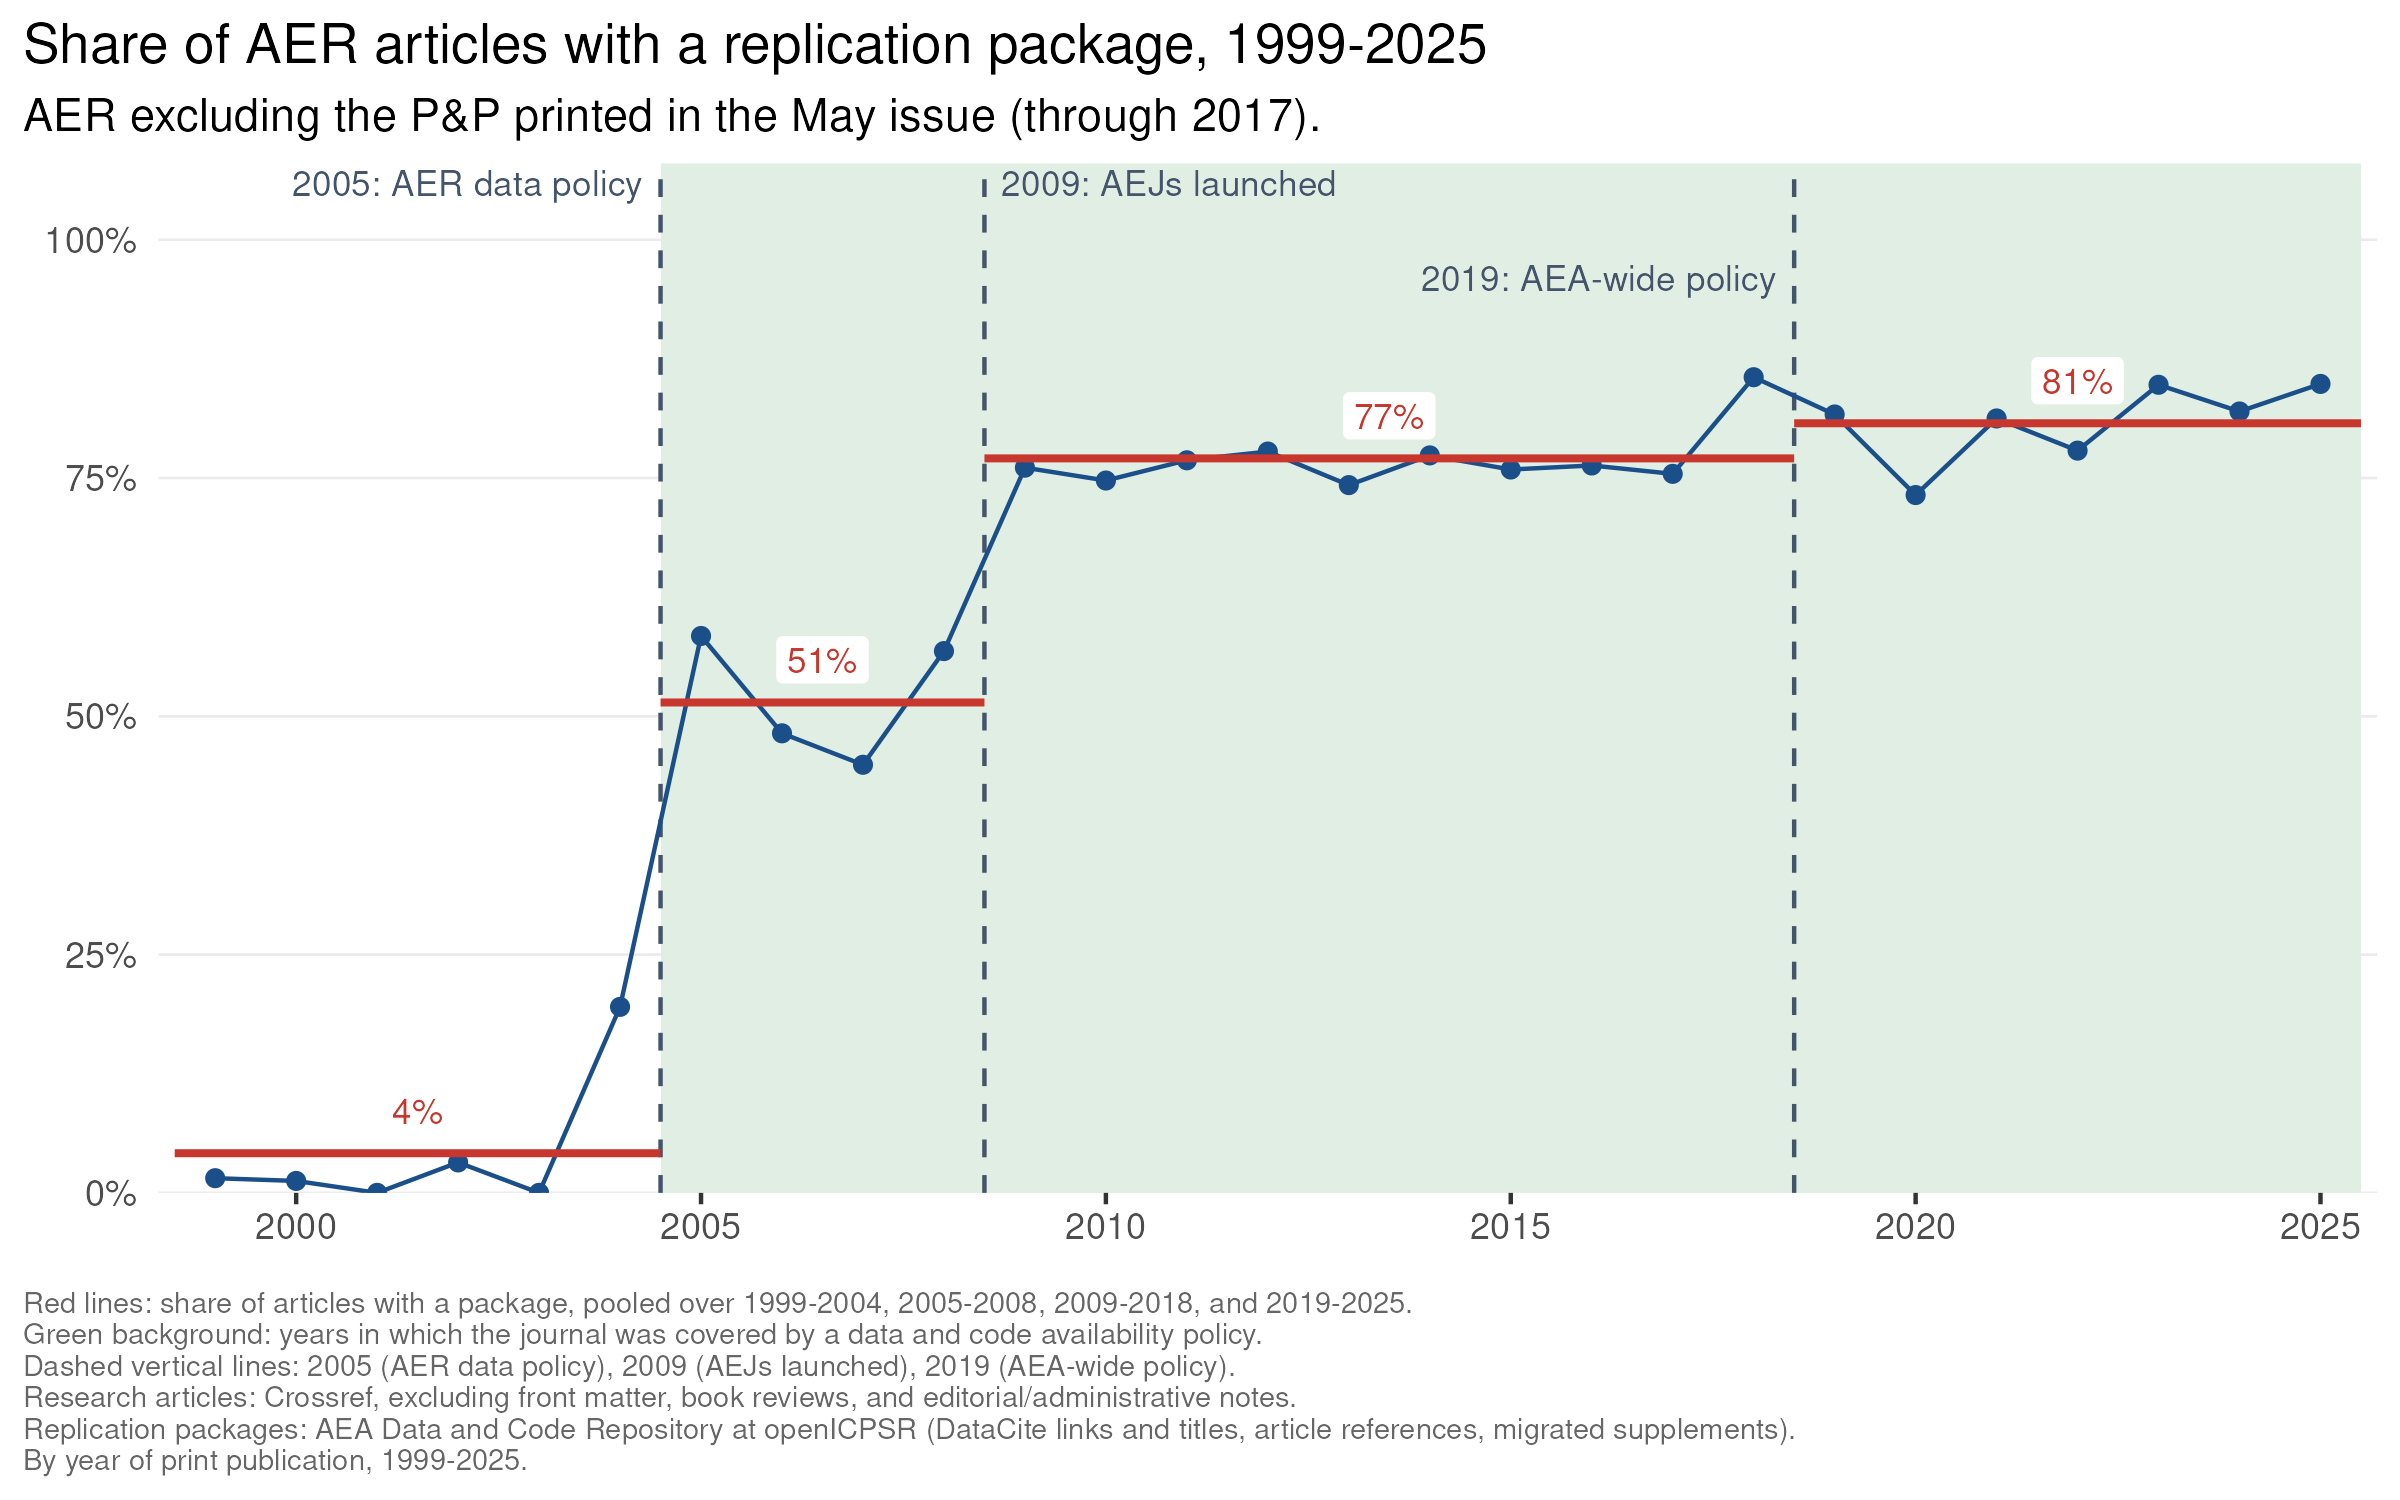 Share of AER articles with a replication package, 1999-2025
AER excluding the P&P printed in the May issue (through 2017).
2005: AER data policy
2009: AEJs launched
100%
2019: AEA-wide policy
81%
77%
75%
51%
50%
25%
4%
0%
2000
2005
2010
2015
2020
2025
Red lines: share of articles with a package, pooled over 1999-2004, 2005-2008, 2009-2018, and 2019-2025.
Green background: years in which the journal was covered by a data and code availability policy.
Dashed vertical lines: 2005 (AER data policy), 2009 (AEJs launched), 2019 (AEA-wide policy).
Research articles: Crossref, excluding front matter, book reviews, and editorial/administrative notes.
Replication packages: AEA Data and Code Repository at openICPSR (DataCite links and titles, article references, migrated supplements).
By year of print publication, 1999-2025.